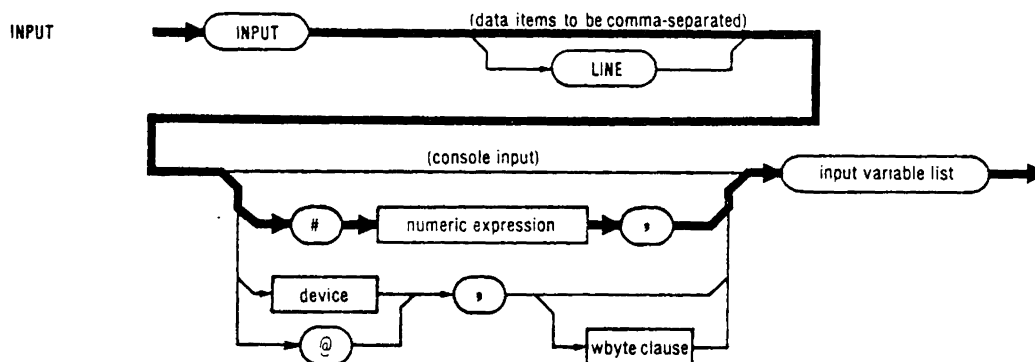 INPUT
INPUT
(data items to be comma-separated)
LINE
(console input)
input variable list
#
numeric expression
,
device
,
@
wbyte clause